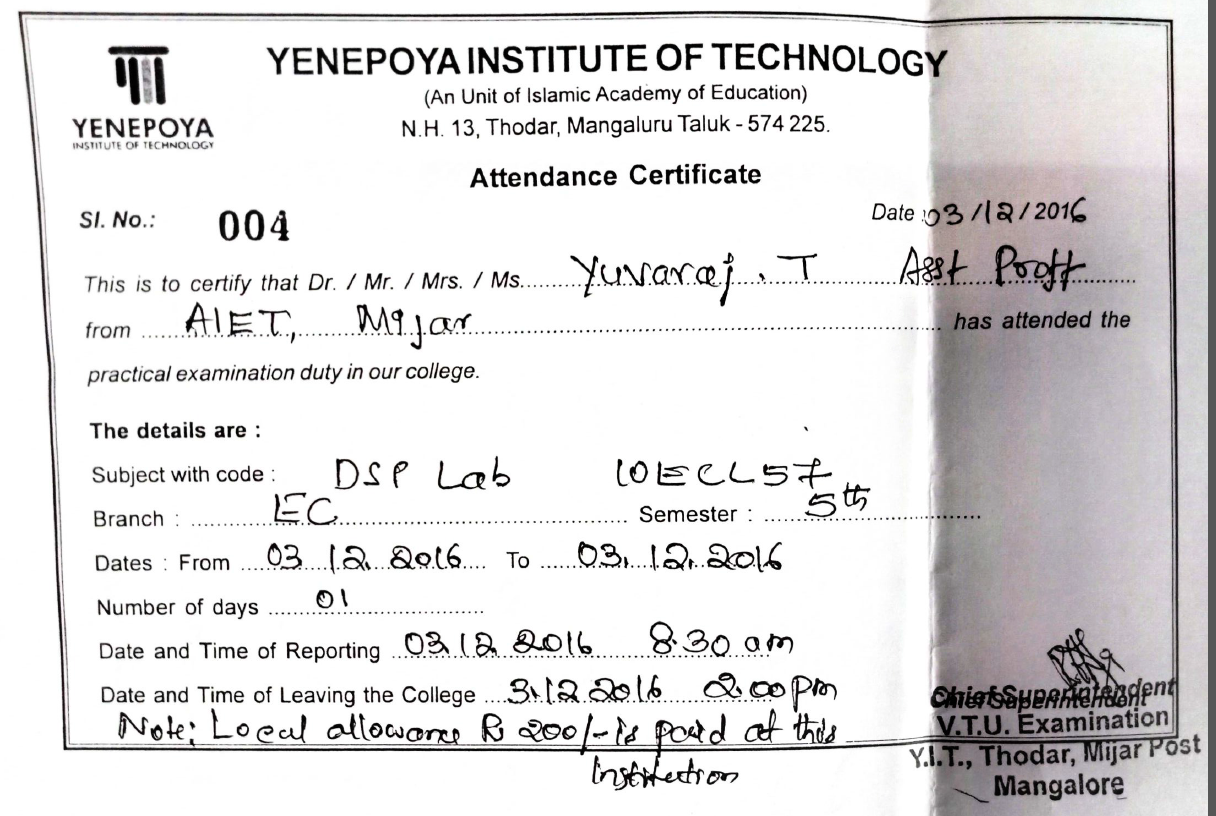 YENEPOYA INSTITUTE OF TECHNOLOGY
(An Unit of Islamic Academy of Education)
N.H. 13, Thodar, Mangaluru Taluk - 574 225.
YENEPOYA
INSTITUTE OF TECHNOLOGY
Attendance Certificate
Sl. No.: 004
Date : 03/12/2016
This is to certify that Dr. / Mr. / Mrs. / Ms. Yuvaraj. T Asst Proff
from AIET, Mijar has attended the
practical examination duty in our college.
The details are :
Subject with code : DSP Lab 10ECL57
Branch : EC Semester : 5th
Dates : From 03.12.2016 To 03.12.2016
Number of days 01
Date and Time of Reporting 03.12.2016 8.30 am
Date and Time of Leaving the College 3.12.2016 2.00 pm
Note: Local allowance Rs 200/- is paid at this
Institution
Chief Superintendent
V.T.U. Examination
Y.I.T., Thodar, Mijar Post
Mangalore